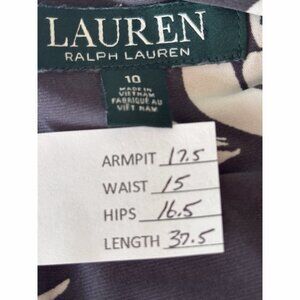 LAUREN
RALPH LAUREN
10
MADE IN
VIETNAM
FABRIQUÉ AU
VIÊT NAM
ARMPIT 17.5
WAIST 15
HIPS 16.5
LENGTH 37.5